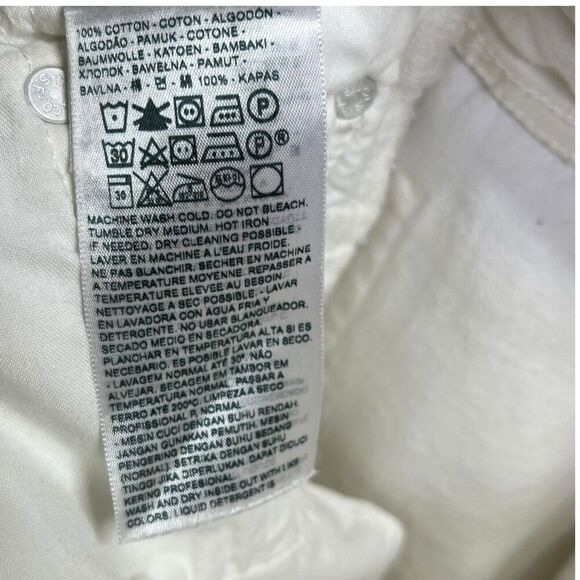 100% COTTON - COTON - ALGODÓN -
ALGODÃO - PAMUK - COTONE -
BAUMWOLLE - KATOEN - BAMBAKI -
ХЛОПОК - BAWEŁNA - PAMUT -
BAVLNA - 棉 - 면 - 綿 100% - KAPAS
P
30 P®
30
MACHINE WASH COLD. DO NOT BLEACH.
TUMBLE DRY MEDIUM. HOT IRON
IF NEEDED. DRY CLEANING POSSIBLE -
LAVER EN MACHINE A L'EAU FROIDE.
NE PAS BLANCHIR. SECHER EN MACHINE
A TEMPERATURE MOYENNE. REPASSER A
TEMPERATURE ELEVEE AU BESOIN.
NETTOYAGE A SEC POSSIBLE. - LAVAR
EN LAVADORA CON AGUA FRIA Y
DETERGENTE. NO USAR BLANQUEADOR.
SECADO MEDIO EN SECADORA.
PLANCHAR EN TEMPERATURA ALTA SI ES
NECESARIO. ES POSIBLE LAVAR EN SECO.
- LAVAGEM NORMAL ATÉ 30°. NÃO
ALVEJAR. SECAGEM EM TAMBOR EM
TEMPERATURA NORMAL. PASSAR A
FERRO ATÉ 200ºC. LIMPEZA A SECO
PROFISSIONAL P, NORMAL.
MESIN CUCI DENGAN SUHU RENDAH.
JANGAN GUNAKAN PEMUTIH. MESIN
PENGERING DENGAN SUHU SEDANG
(NORMAL). SETRIKA DENGAN SUHU
TINGGI JIKA DIPERLUKAN. DAPAT DICUCI
KERING PROFESIONAL.
WASH AND DRY INSIDE OUT WITH LIKE
COLORS. LIQUID DETERGENT IS